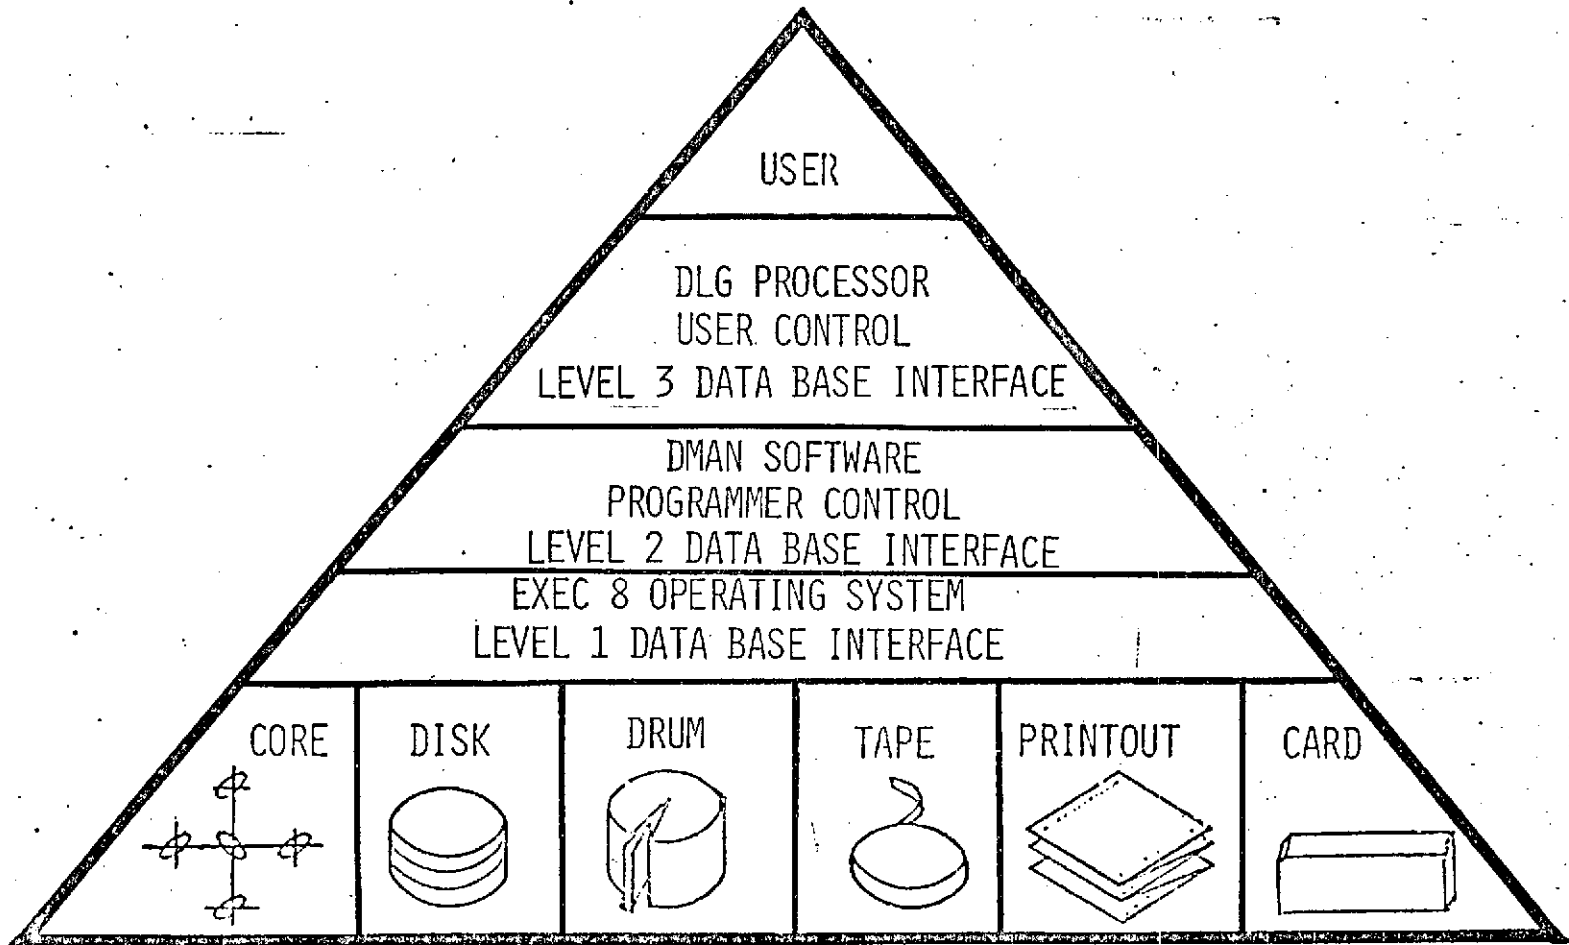 USER
DLG PROCESSOR
USER CONTROL
LEVEL 3 DATA BASE INTERFACE
DMAN SOFTWARE
PROGRAMMER CONTROL
LEVEL 2 DATA BASE INTERFACE
EXEC 8 OPERATING SYSTEM
LEVEL 1 DATA BASE INTERFACE
CORE
DISK
DRUM
TAPE
PRINTOUT
CARD